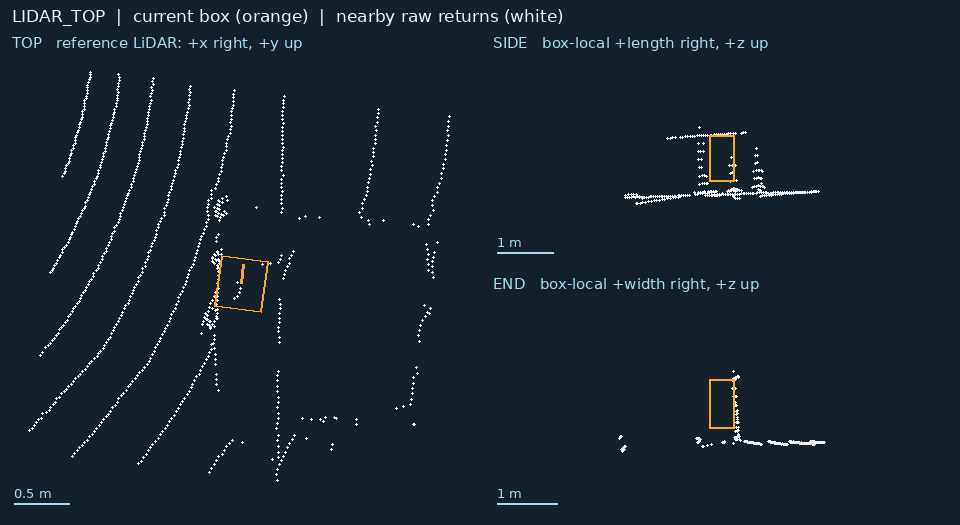 LIDAR_TOP | current box (orange) | nearby raw returns (white)
TOP reference LiDAR: +x right, +y up
SIDE box-local +length right, +z up
1 m
END box-local +width right, +z up
0.5 m
1 m